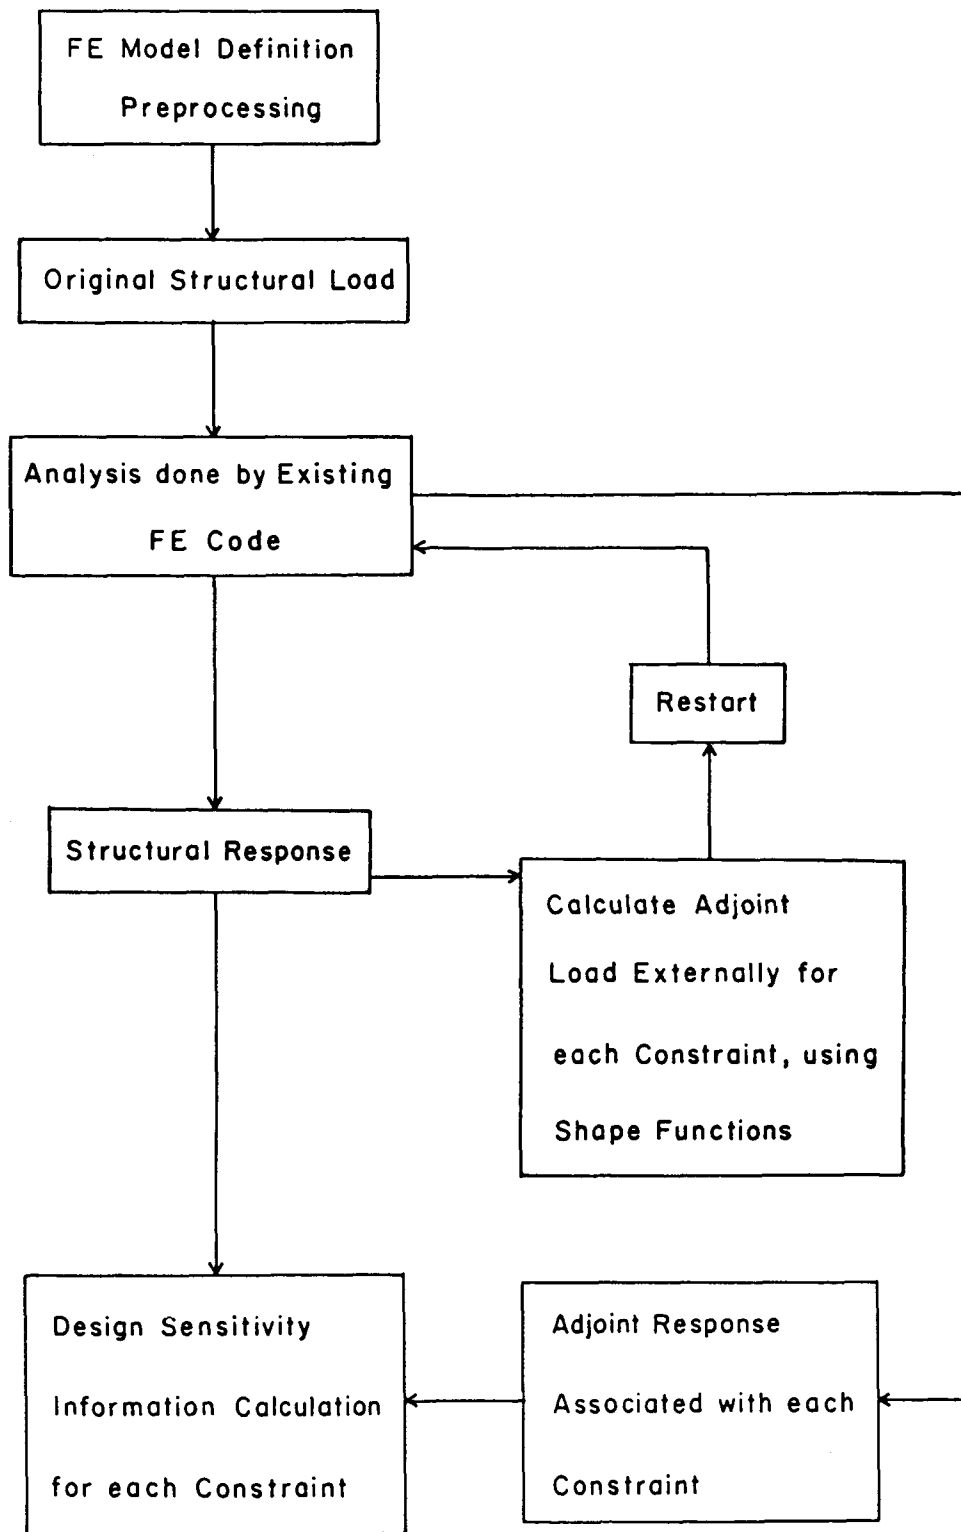 FE Model Definition
Preprocessing
Original Structural Load
Analysis done by Existing
FE Code
Restart
Structural Response
Calculate Adjoint
Load Externally for
each Constraint, using
Shape Functions
Design Sensitivity
Information Calculation
for each Constraint
Adjoint Response
Associated with each
Constraint